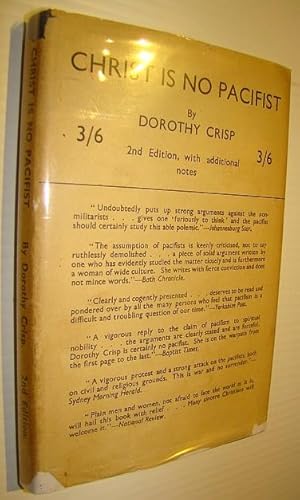 CHRIST IS NO PACIFIST
By
DOROTHY CRISP
3/6
3/6
2nd Edition, with additional
notes
" Undoubtedly puts up strong arguments against the non-
militarists . . . gives one 'furiously to think' and the pacifist
should certainly study this able polemic."—Johannesburg Star.
" The assumption of pacifists is keenly criticised, not to say
ruthlessly demolished . . . a piece of solid argument written by
one who has evidently studied the matter closely and is furthermore
a woman of wide culture. She writes with fierce conviction and does
not mince words."—Bath Chronicle.
" Clearly and cogently presented . . . deserves to be read and
pondered over by all the many persons who feel that pacifism is a
difficult and troubling question of our time."—Yorkshire Post.
" A vigorous reply to the claim of pacifism to spiritual
nobility . . . the arguments are clearly stated and are forceful.
Dorothy Crisp is certainly no pacifist. She is on the warpath from
the first page to the last."—Baptist Times.
" A vigorous protest and a strong attack on the pacifists, both
on civil and religious grounds. This is war and no surrender."—
Sydney Morning Herald.
" Plain men and women, not afraid to face the world as it is,
will hail this book with relief . . . Many sincere Christians will
welcome it."—National Review.
CHRIST IS NO PACIFIST
By Dorothy Crisp
2nd Edition